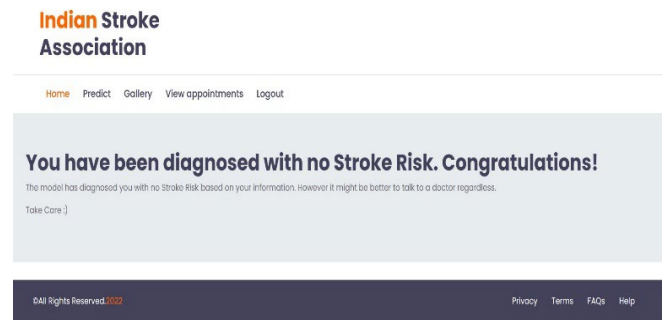 Indian Stroke
Association
Home Predict Gallery View appointments Logout
You have been diagnosed with no Stroke Risk. Congratulations!
The model has diagnosed you with no Stroke Risk based on your information. However it might be better to talk to a doctor regardless.
Take Care :)
©All Rights Reserved.2022 Privacy Terms FAQs Help